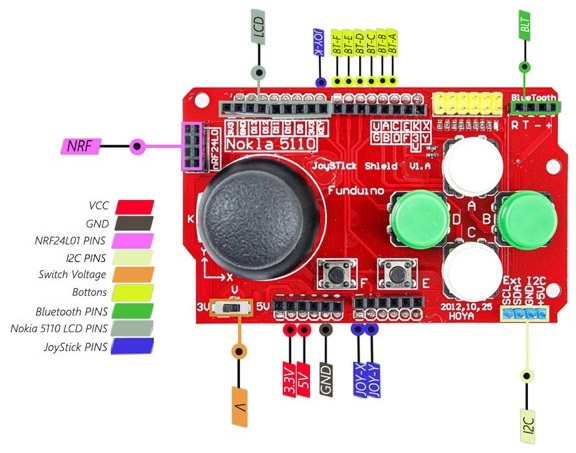 LCD
JOY-K
BT-F
BT-E
BT-D
BT-C
BT-B
BT-A
BLT
BlueTooth
R T - +
NRF
nRF24L0
Nokia 5110
V A C E K X
G B D F
JoySTick Shield V1.A
Funduino
A
D
B
C
K
Y
X
V
3V
5V
F
E
Ext I2C
SCL
SDA
GND
+5V
2012,10,25
HOYA
VCC
GND
NRF24L01 PINS
I2C PINS
Switch Voltage
Bottons
Bluetooth PINS
Nokia 5110 LCD PINS
JoyStick PINS
V
3.3V
5V
GND
JOY-X
JOY-Y
I2C